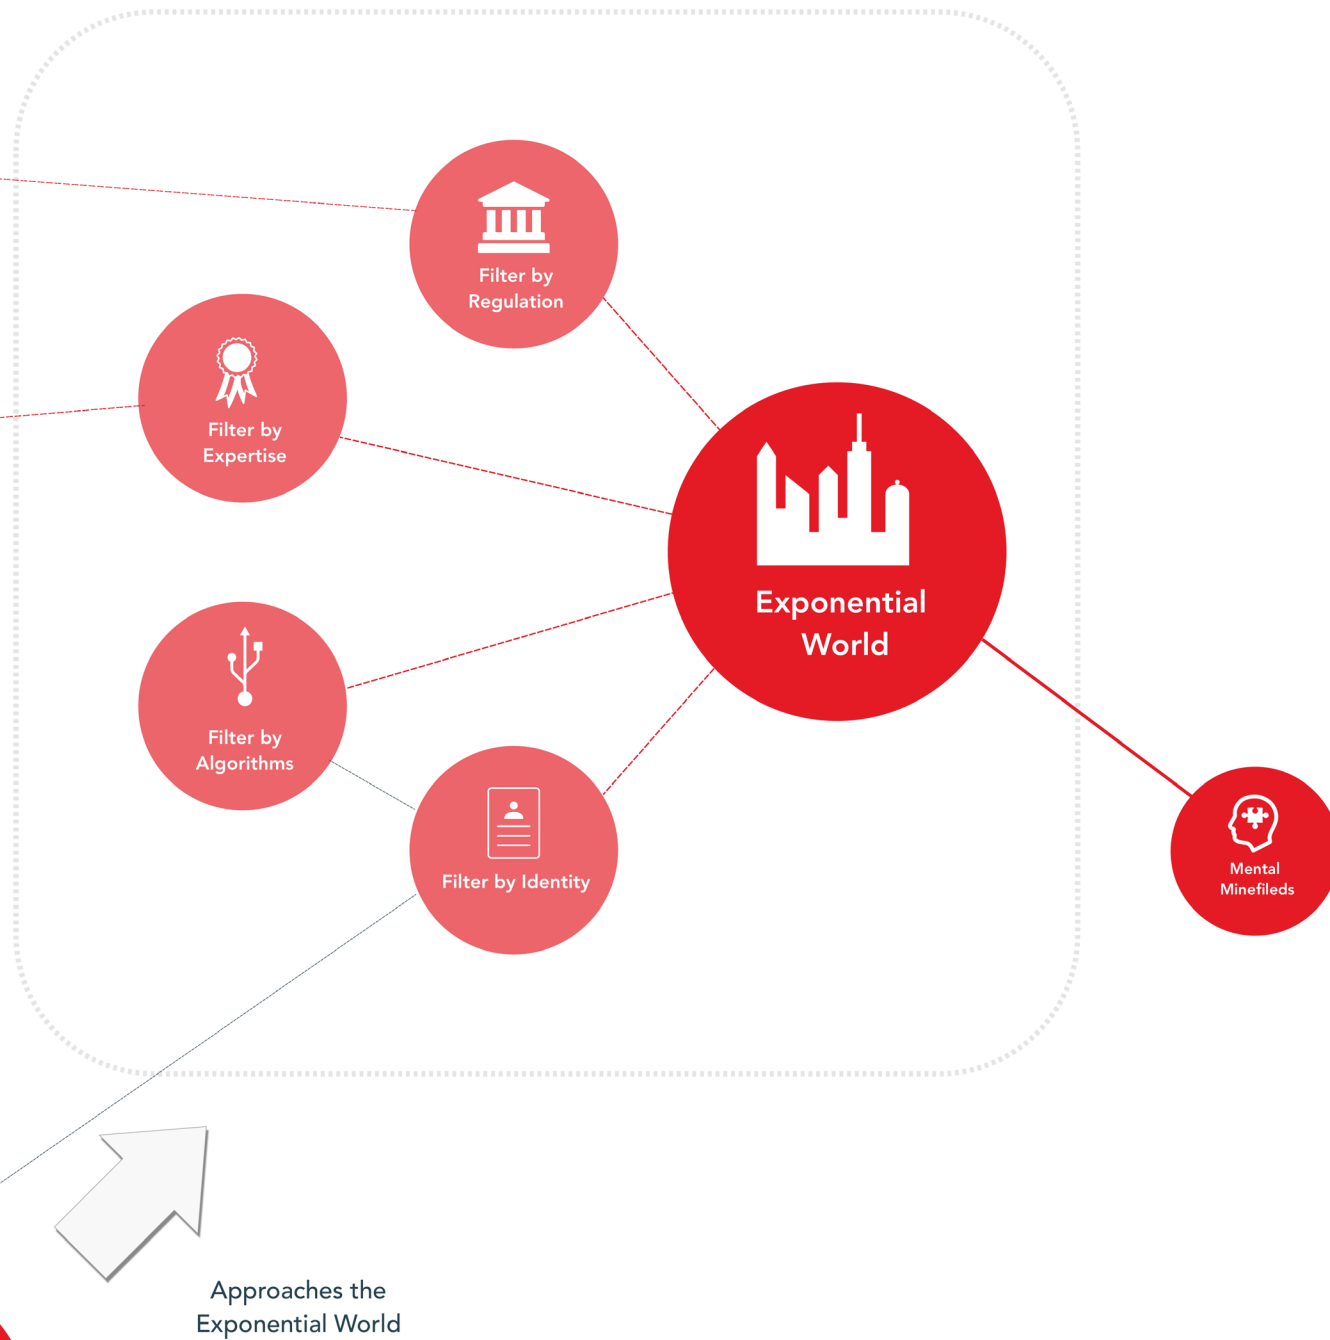 Filter by
Regulation
Filter by
Expertise
Exponential
World
Filter by
Algorithms
Filter by Identity
Mental
Minefileds
Approaches the
Exponential World